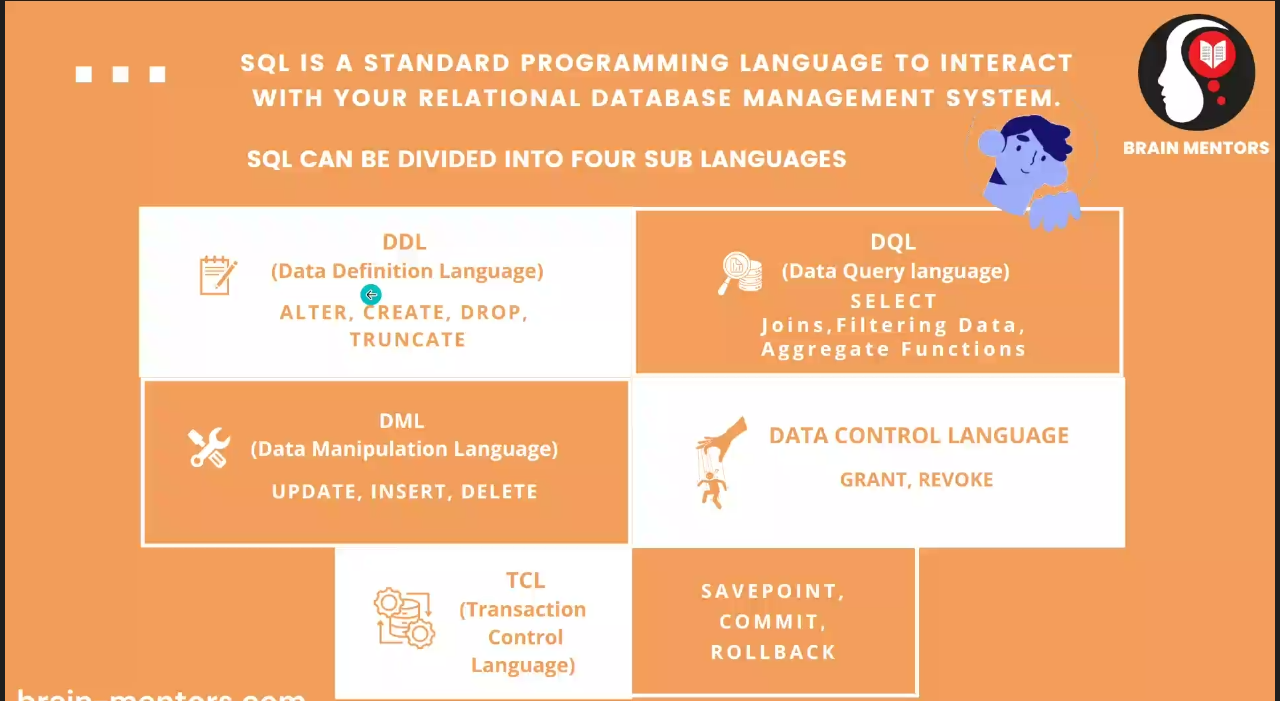 SQL IS A STANDARD PROGRAMMING LANGUAGE TO INTERACT
WITH YOUR RELATIONAL DATABASE MANAGEMENT SYSTEM.
BRAIN MENTORS
SQL CAN BE DIVIDED INTO FOUR SUB LANGUAGES
DDL
(Data Definition Language)
ALTER, CREATE, DROP,
TRUNCATE
DQL
(Data Query language)
SELECT
Joins,Filtering Data,
Aggregate Functions
DML
(Data Manipulation Language)
UPDATE, INSERT, DELETE
DATA CONTROL LANGUAGE
GRANT, REVOKE
TCL
(Transaction
Control
Language)
SAVEPOINT,
COMMIT,
ROLLBACK
brain-mentors.com